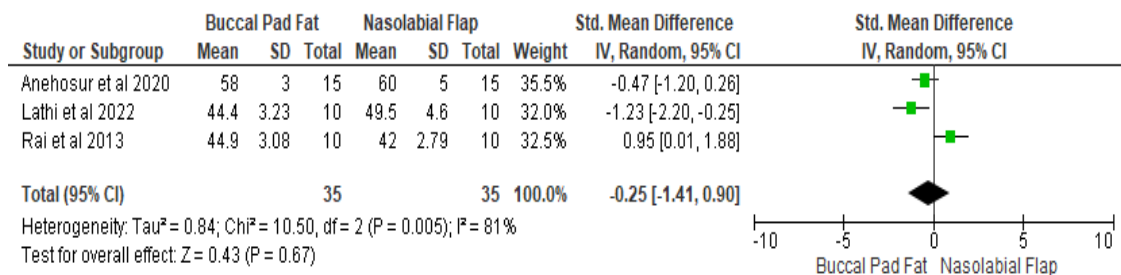 Buccal Pad Fat Nasolabial Flap Std. Mean Difference Std. Mean Difference
Study or Subgroup Mean SD Total Mean SD Total Weight IV, Random, 95% CI IV, Random, 95% CI
Anehosur et al 2020 58 3 15 60 5 15 35.5% -0.47 [-1.20, 0.26]
Lathi et al 2022 44.4 3.23 10 49.5 4.6 10 32.0% -1.23 [-2.20, -0.25]
Rai et al 2013 44.9 3.08 10 42 2.79 10 32.5% 0.95 [0.01, 1.88]
Total (95% CI) 35 35 100.0% -0.25 [-1.41, 0.90]
Heterogeneity: Tau² = 0.84; Chi² = 10.50, df = 2 (P = 0.005); I² = 81%
Test for overall effect: Z = 0.43 (P = 0.67)
-10 -5 0 5 10
Buccal Pad Fat Nasolabial Flap